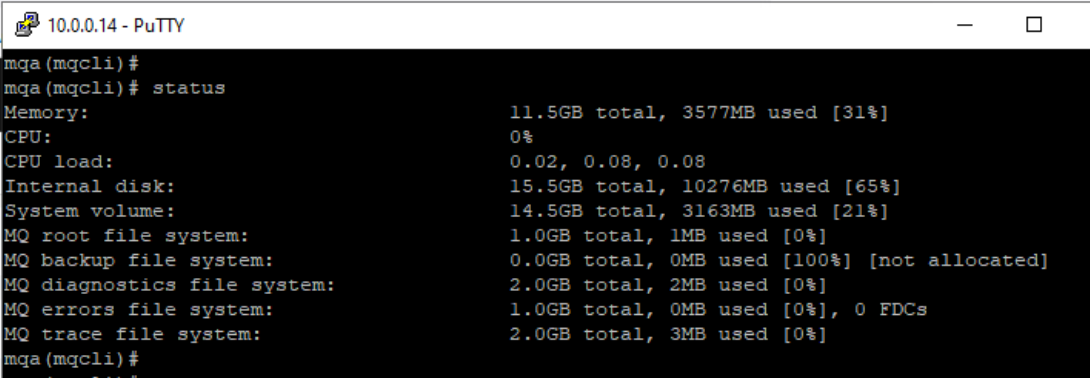 10.0.0.14 - PuTTY
mqa(mqcli)#
mqa(mqcli)# status
Memory: 11.5GB total, 3577MB used [31%]
CPU: 0%
CPU load: 0.02, 0.08, 0.08
Internal disk: 15.5GB total, 10276MB used [65%]
System volume: 14.5GB total, 3163MB used [21%]
MQ root file system: 1.0GB total, 1MB used [0%]
MQ backup file system: 0.0GB total, 0MB used [100%] [not allocated]
MQ diagnostics file system: 2.0GB total, 2MB used [0%]
MQ errors file system: 1.0GB total, 0MB used [0%], 0 FDCs
MQ trace file system: 2.0GB total, 3MB used [0%]
mqa(mqcli)#